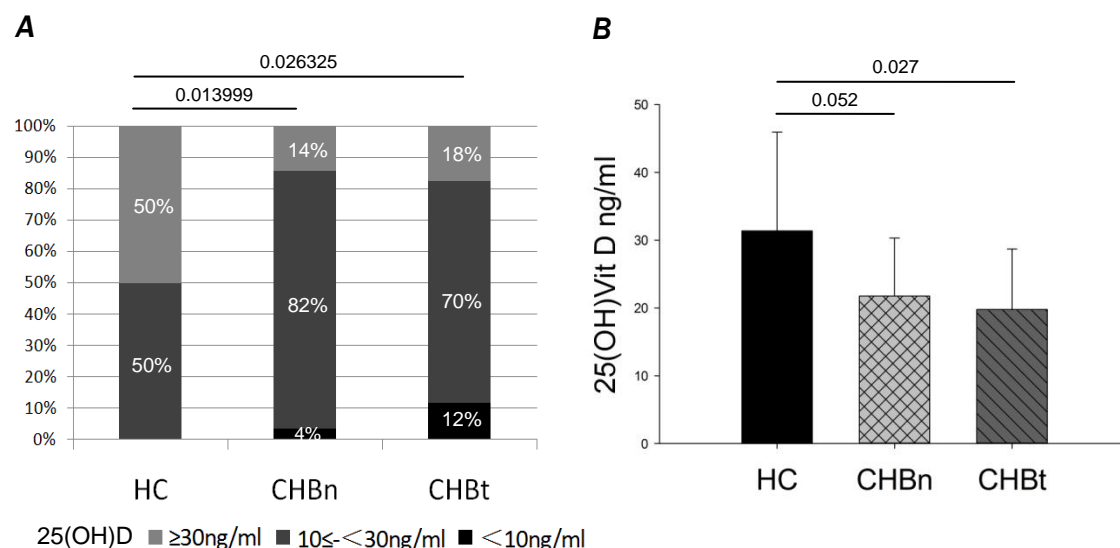 A
0.026325
0.013999
100%
90%
80%
70%
60%
50%
40%
30%
20%
10%
0%
50%
50%
14%
82%
4%
18%
70%
12%
HC
CHBn
CHBt
25(OH)D ≥30ng/ml 10≤-<30ng/ml <10ng/ml
B
0.027
0.052
25(OH)Vit D ng/ml
50
40
30
20
10
0
HC
CHBn
CHBt